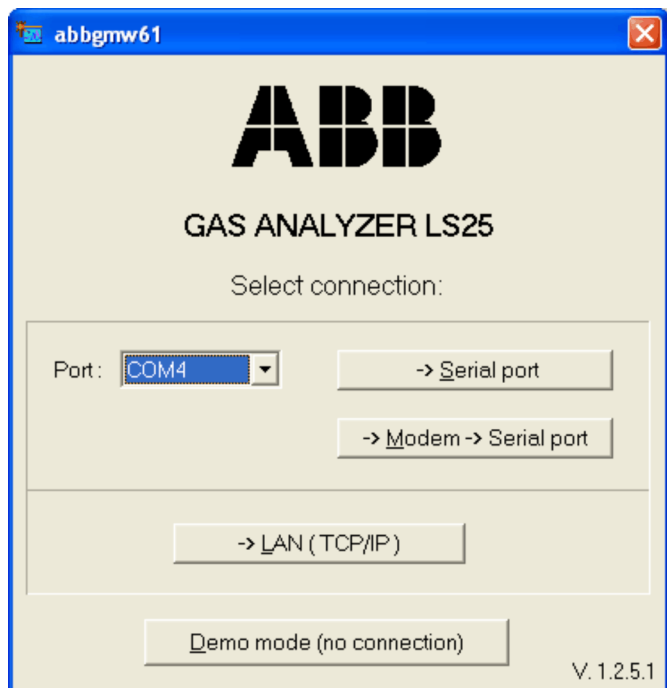 abbgmw61
ABB
GAS ANALYZER LS25
Select connection:
Port: COM4 -> Serial port
-> Modem -> Serial port
-> LAN ( TCP/IP )
Demo mode (no connection)
V. 1.2.5.1